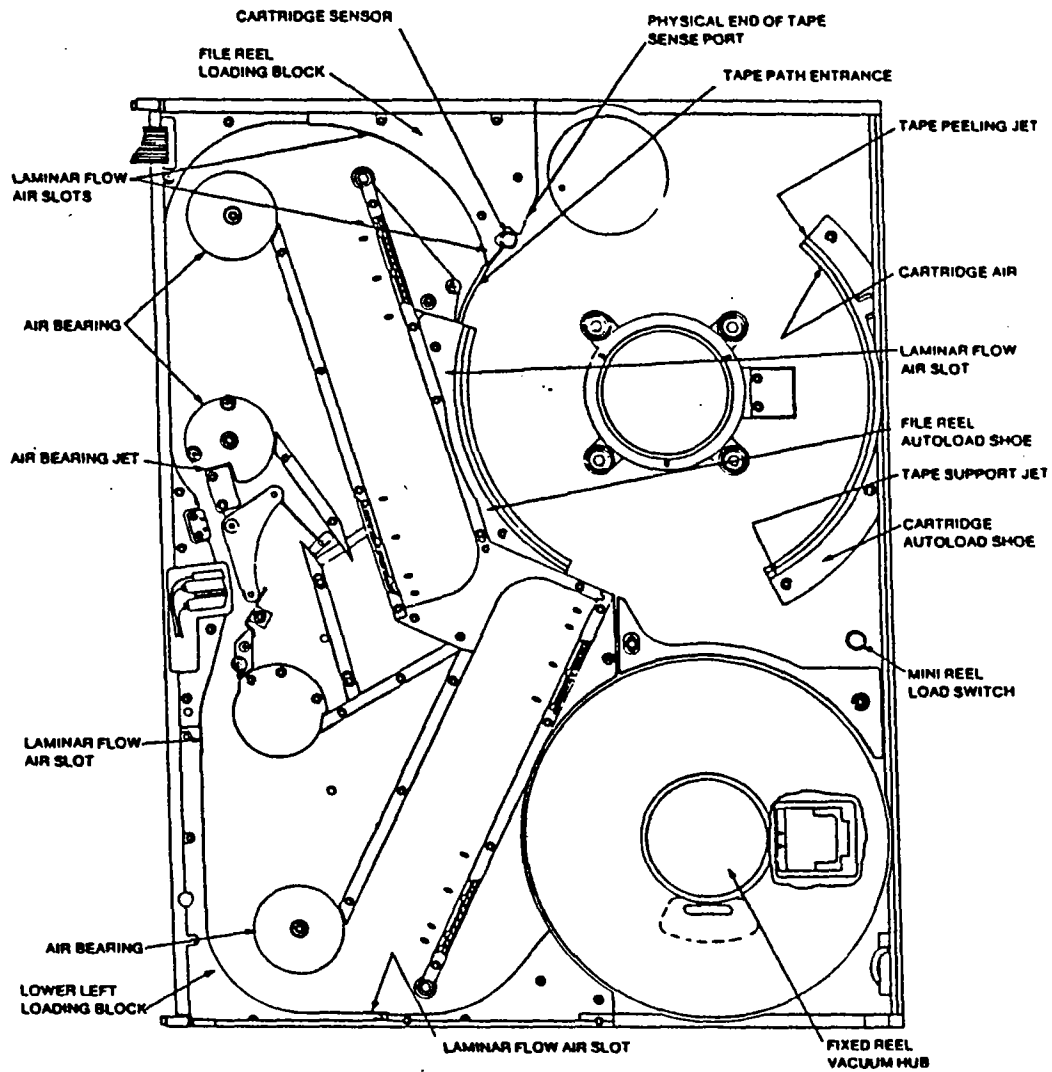 CARTRIDGE SENSOR
PHYSICAL END OF TAPE
SENSE PORT
FILE REEL
LOADING BLOCK
TAPE PATH ENTRANCE
TAPE PEELING JET
LAMINAR FLOW
AIR SLOTS
CARTRIDGE AIR
AIR BEARING
LAMINAR FLOW
AIR SLOT
FILE REEL
AUTOLOAD SHOE
AIR BEARING JET
TAPE SUPPORT JET
CARTRIDGE
AUTOLOAD SHOE
MINI REEL
LOAD SWITCH
LAMINAR FLOW
AIR SLOT
AIR BEARING
LOWER LEFT
LOADING BLOCK
LAMINAR FLOW AIR SLOT
FIXED REEL
VACUUM HUB